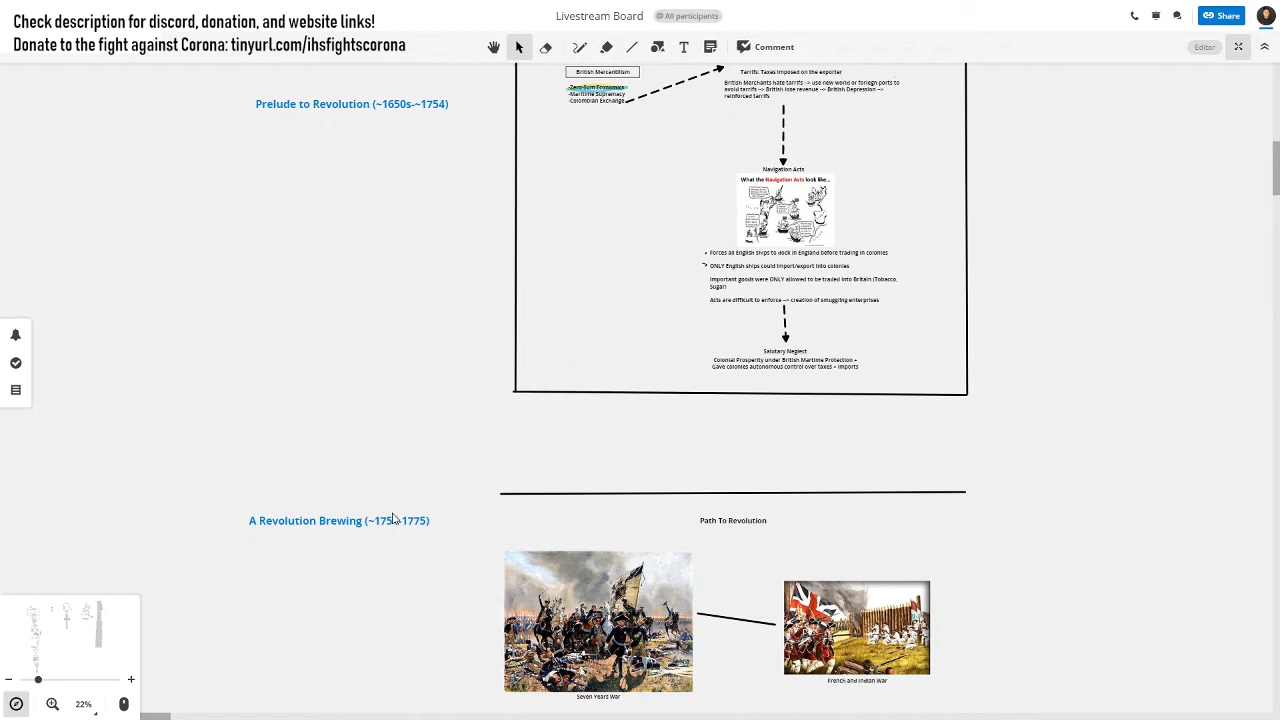 Check description for discord, donation, and website links!
Donate to the fight against Corona: tinyurl.com/ihsfightscorona
Livestream Board
@ All participants
Share
Comment
Editor
British Mercantilism
-Zero-Sum Economics
-Maritime Supremacy
-Colombian Exchange
Tariffs: Taxes Imposed on the exporter
British Merchants hate tariffs --> use new world or foriegn ports to
avoid tarrifs --> British lose revenue --> British Depression -->
reinforced tarrifs
Prelude to Revolution (~1650s-~1754)
Navigation Acts
What the Navigation Acts look like...
Forces all English ships to dock in England before trading in colonies
ONLY English ships could import/export into colonies
Important goods were ONLY allowed to be traded into Britain (Tobacco,
Sugar)
Acts are difficult to enforce --> creation of smuggling enterprises
Salutary Neglect
Colonial Prosperity under British Martime Protection +
Gave colonies autonomous control over taxes + imports
A Revolution Brewing (~175 -1775)
Path To Revolution
Seven Years War
French and Indian War
22%